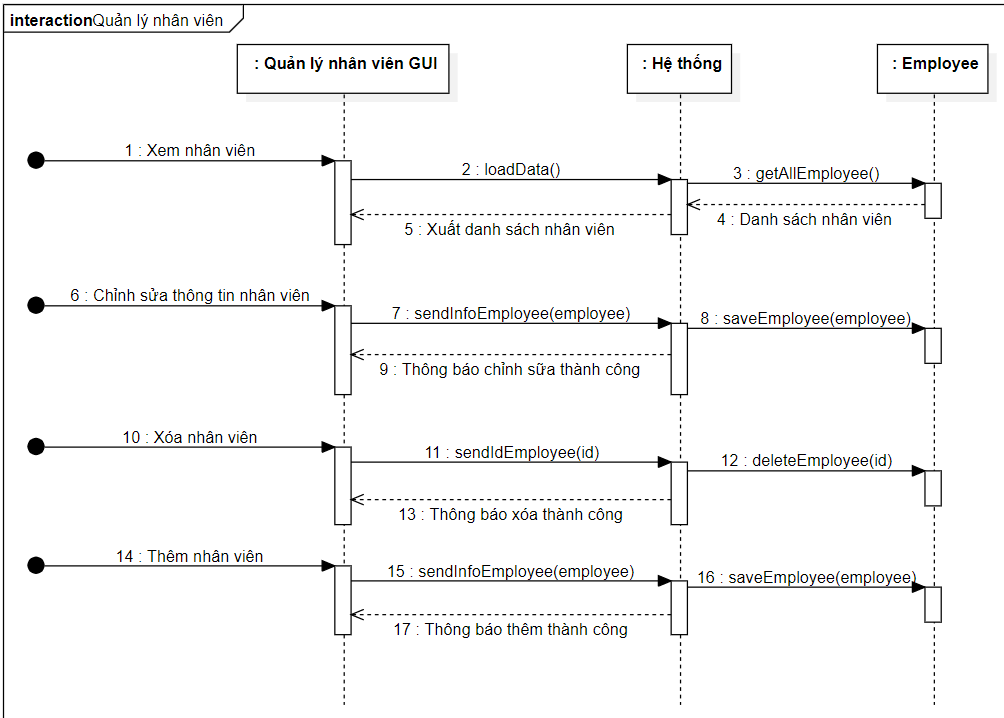 interactionQuản lý nhân viên
: Quản lý nhân viên GUI
: Hệ thống
: Employee
1 : Xem nhân viên
2 : loadData()
3 : getAllEmployee()
4 : Danh sách nhân viên
5 : Xuất danh sách nhân viên
6 : Chỉnh sửa thông tin nhân viên
7 : sendInfoEmployee(employee)
8 : saveEmployee(employee)
9 : Thông báo chỉnh sữa thành công
10 : Xóa nhân viên
11 : sendIdEmployee(id)
12 : deleteEmployee(id)
13 : Thông báo xóa thành công
14 : Thêm nhân viên
15 : sendInfoEmployee(employee)
16 : saveEmployee(employee)
17 : Thông báo thêm thành công